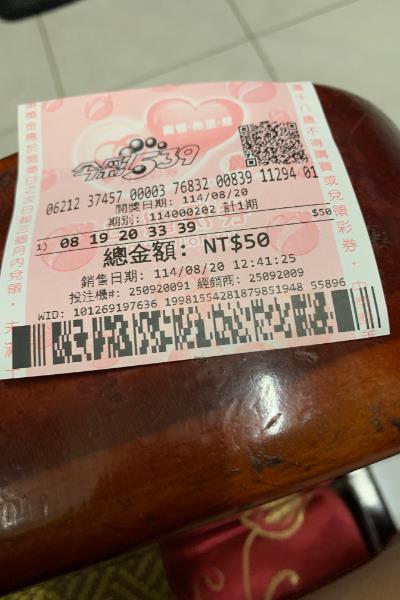 今彩539
06212 37457 00003 76832 00839 11294 01
開獎日期: 114/08/20
期別: 114000202 計1期
$50
1) 08 19 20 33 39
總金額: NT$50
銷售日期: 114/08/20 12:41:25
投注機#: 250920091 經銷商: 25092009
WID: 101269197636 19981554281879851948 55896